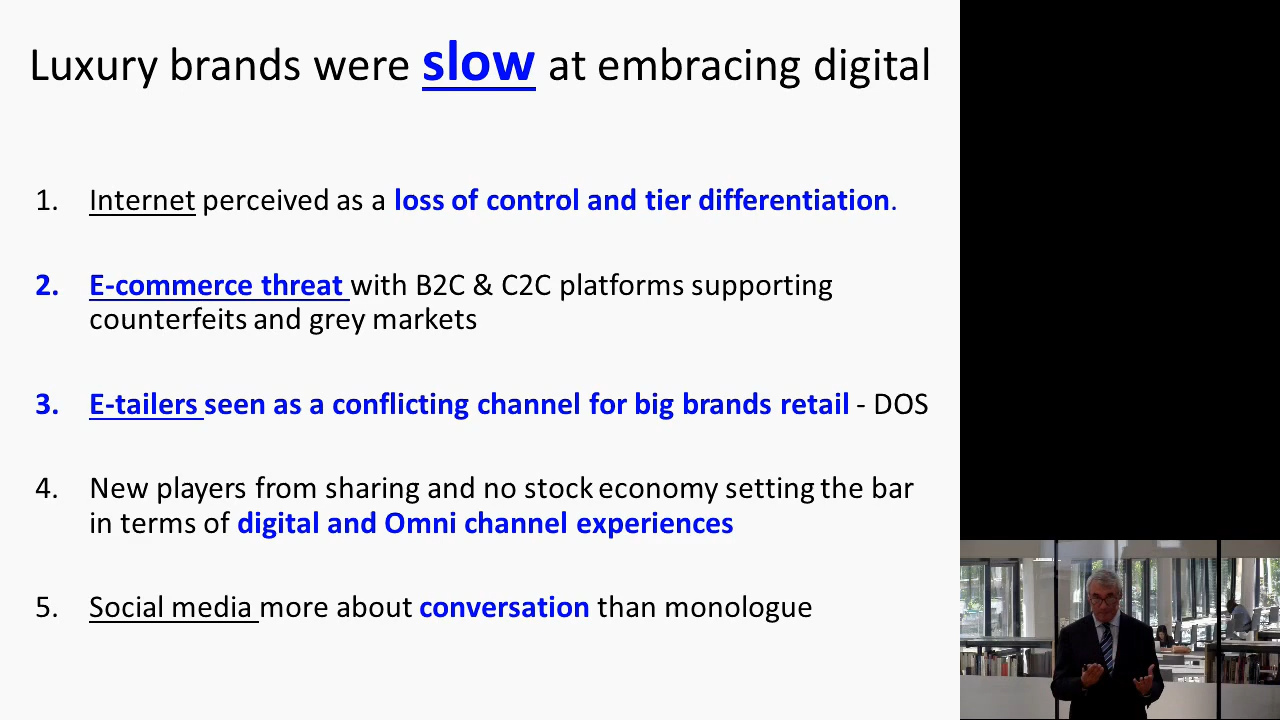 Luxury brands were slow at embracing digital
1. Internet perceived as a loss of control and tier differentiation.
2. E-commerce threat with B2C & C2C platforms supporting
counterfeits and grey markets
3. E-tailers seen as a conflicting channel for big brands retail - DOS
4. New players from sharing and no stock economy setting the bar
in terms of digital and Omni channel experiences
5. Social media more about conversation than monologue